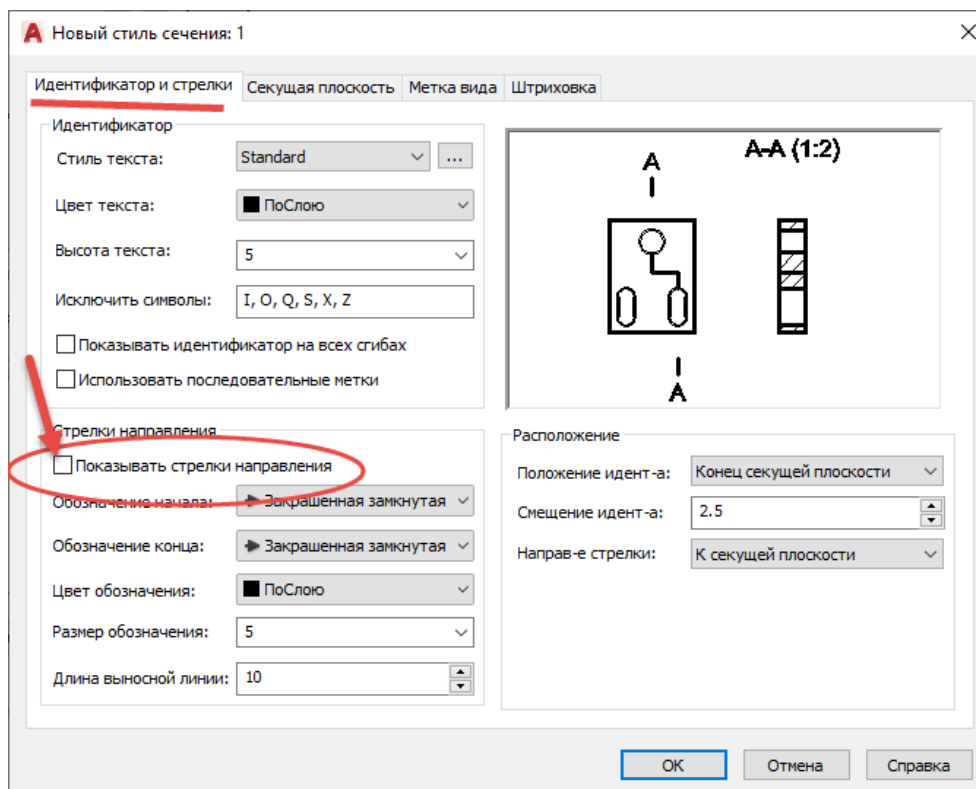 Новый стиль сечения: 1
Идентификатор и стрелки
Секущая плоскость
Метка вида
Штриховка
Идентификатор
Стиль текста:
Standard
...
Цвет текста:
ПоСлою
Высота текста:
5
Исключить символы:
I, O, Q, S, X, Z
Показывать идентификатор на всех сгибах
Использовать последовательные метки
A
A-A (1:2)
A
Стрелки направления
Показывать стрелки направления
Обозначение начала:
Закрашенная замкнутая
Обозначение конца:
Закрашенная замкнутая
Цвет обозначения:
ПоСлою
Размер обозначения:
5
Длина выносной линии:
10
Расположение
Положение идент-а:
Конец секущей плоскости
Смещение идент-а:
2.5
Направ-е стрелки:
К секущей плоскости
OK
Отмена
Справка